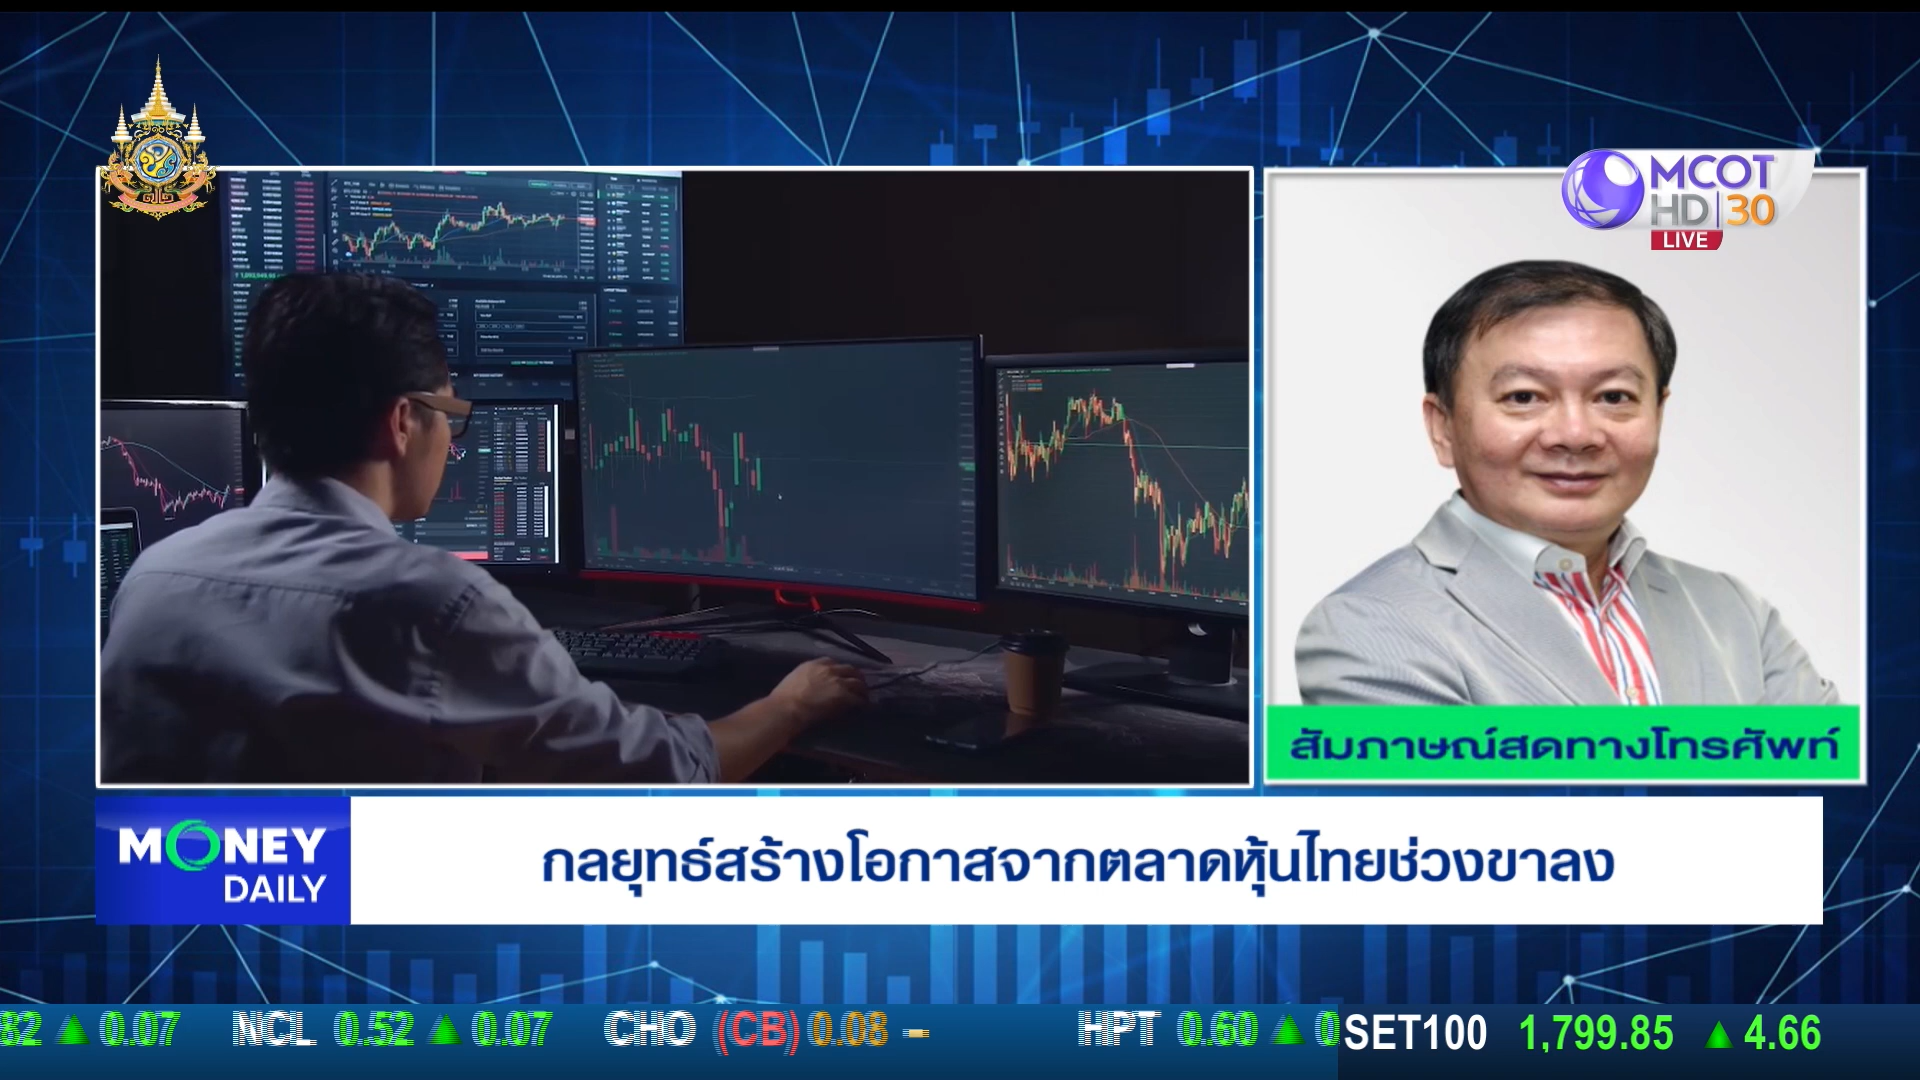 MCOT
HD 30
LIVE
สัมภาษณ์สดทางโทรศัพท์
MONEY
DAILY
กลยุทธ์สร้างโอกาสจากตลาดหุ้นไทยช่วงขาลง
82 ▲ 0.07 NCL 0.52 ▲ 0.07 CHO (CB) 0.08 – HPT 0.60 ▲ 0 SET100 1,799.85 ▲ 4.66